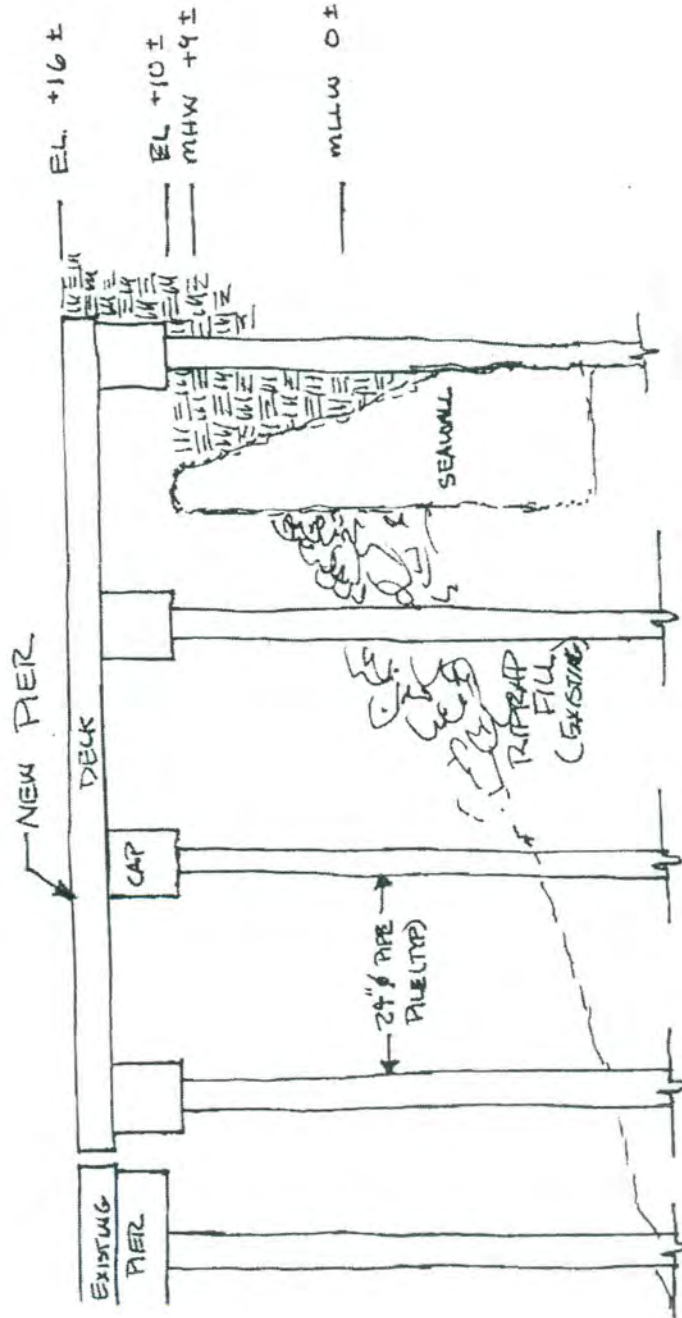 NEW PIER
DECK
EXISTING
PIER
CAP
24"ø PIPE
PILE (TYP)
RIPRAP
FILL
(EXISTING)
SEAWALL
EL. +16 ±
EL +10 ±
MHW +9 ±
MLLW 0 ±